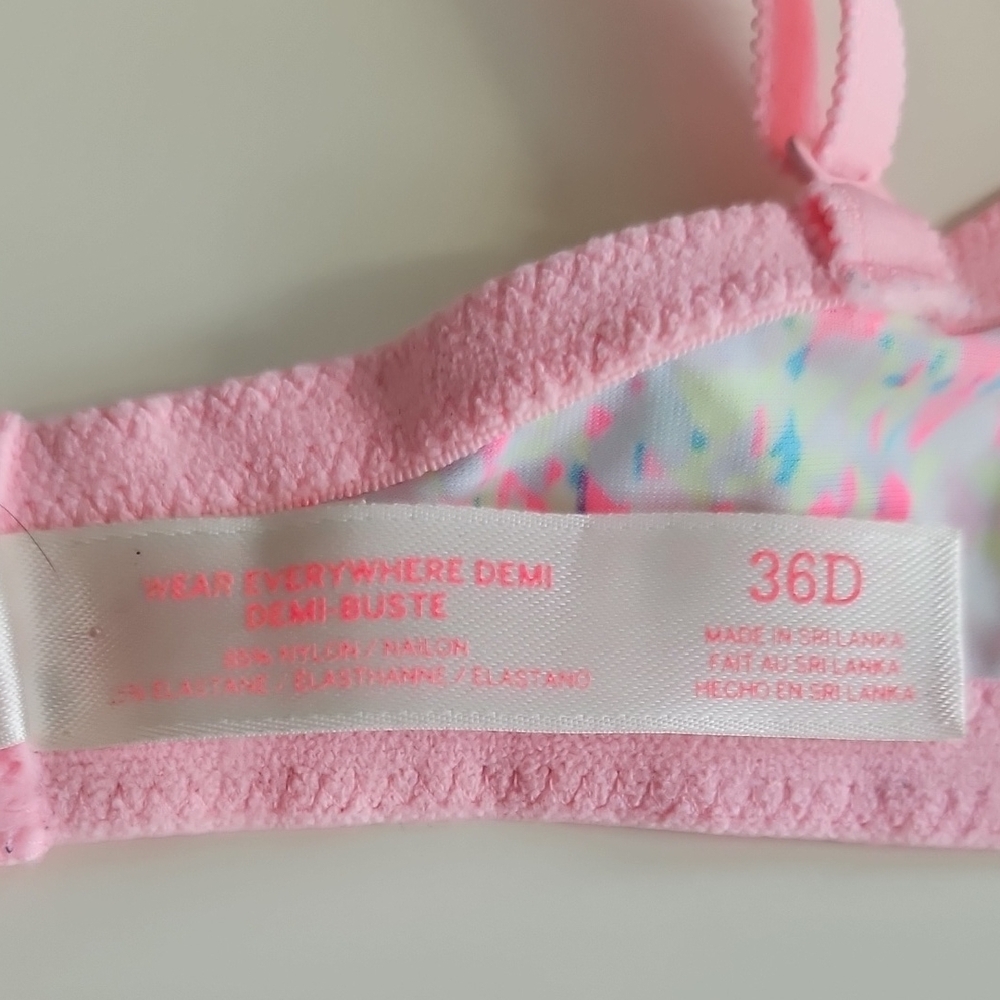 WEAR EVERYWHERE DEMI
DEMI-BUSTE
NYLON / NAILON
ELASTANE / ÉLASTHANNE / ELASTANO
36D
MADE IN SRI LANKA
FAIT AU SRI LANKA
HECHO EN SRI LANKA